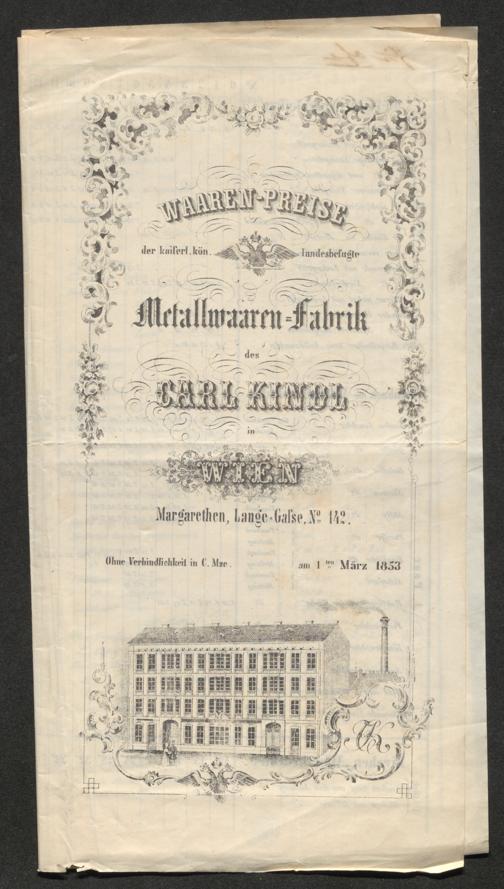 WAAREN-PREISE
der kaiserl. kön. landesbefugte
Metallwaaren=Fabrik
des
CARL KINDL
in
WIEN
Margarethen, Lange-Gaſse, Nº 142.
Ohne Verbindlichkeit in C. Mze. am 1ten März 1853
CK